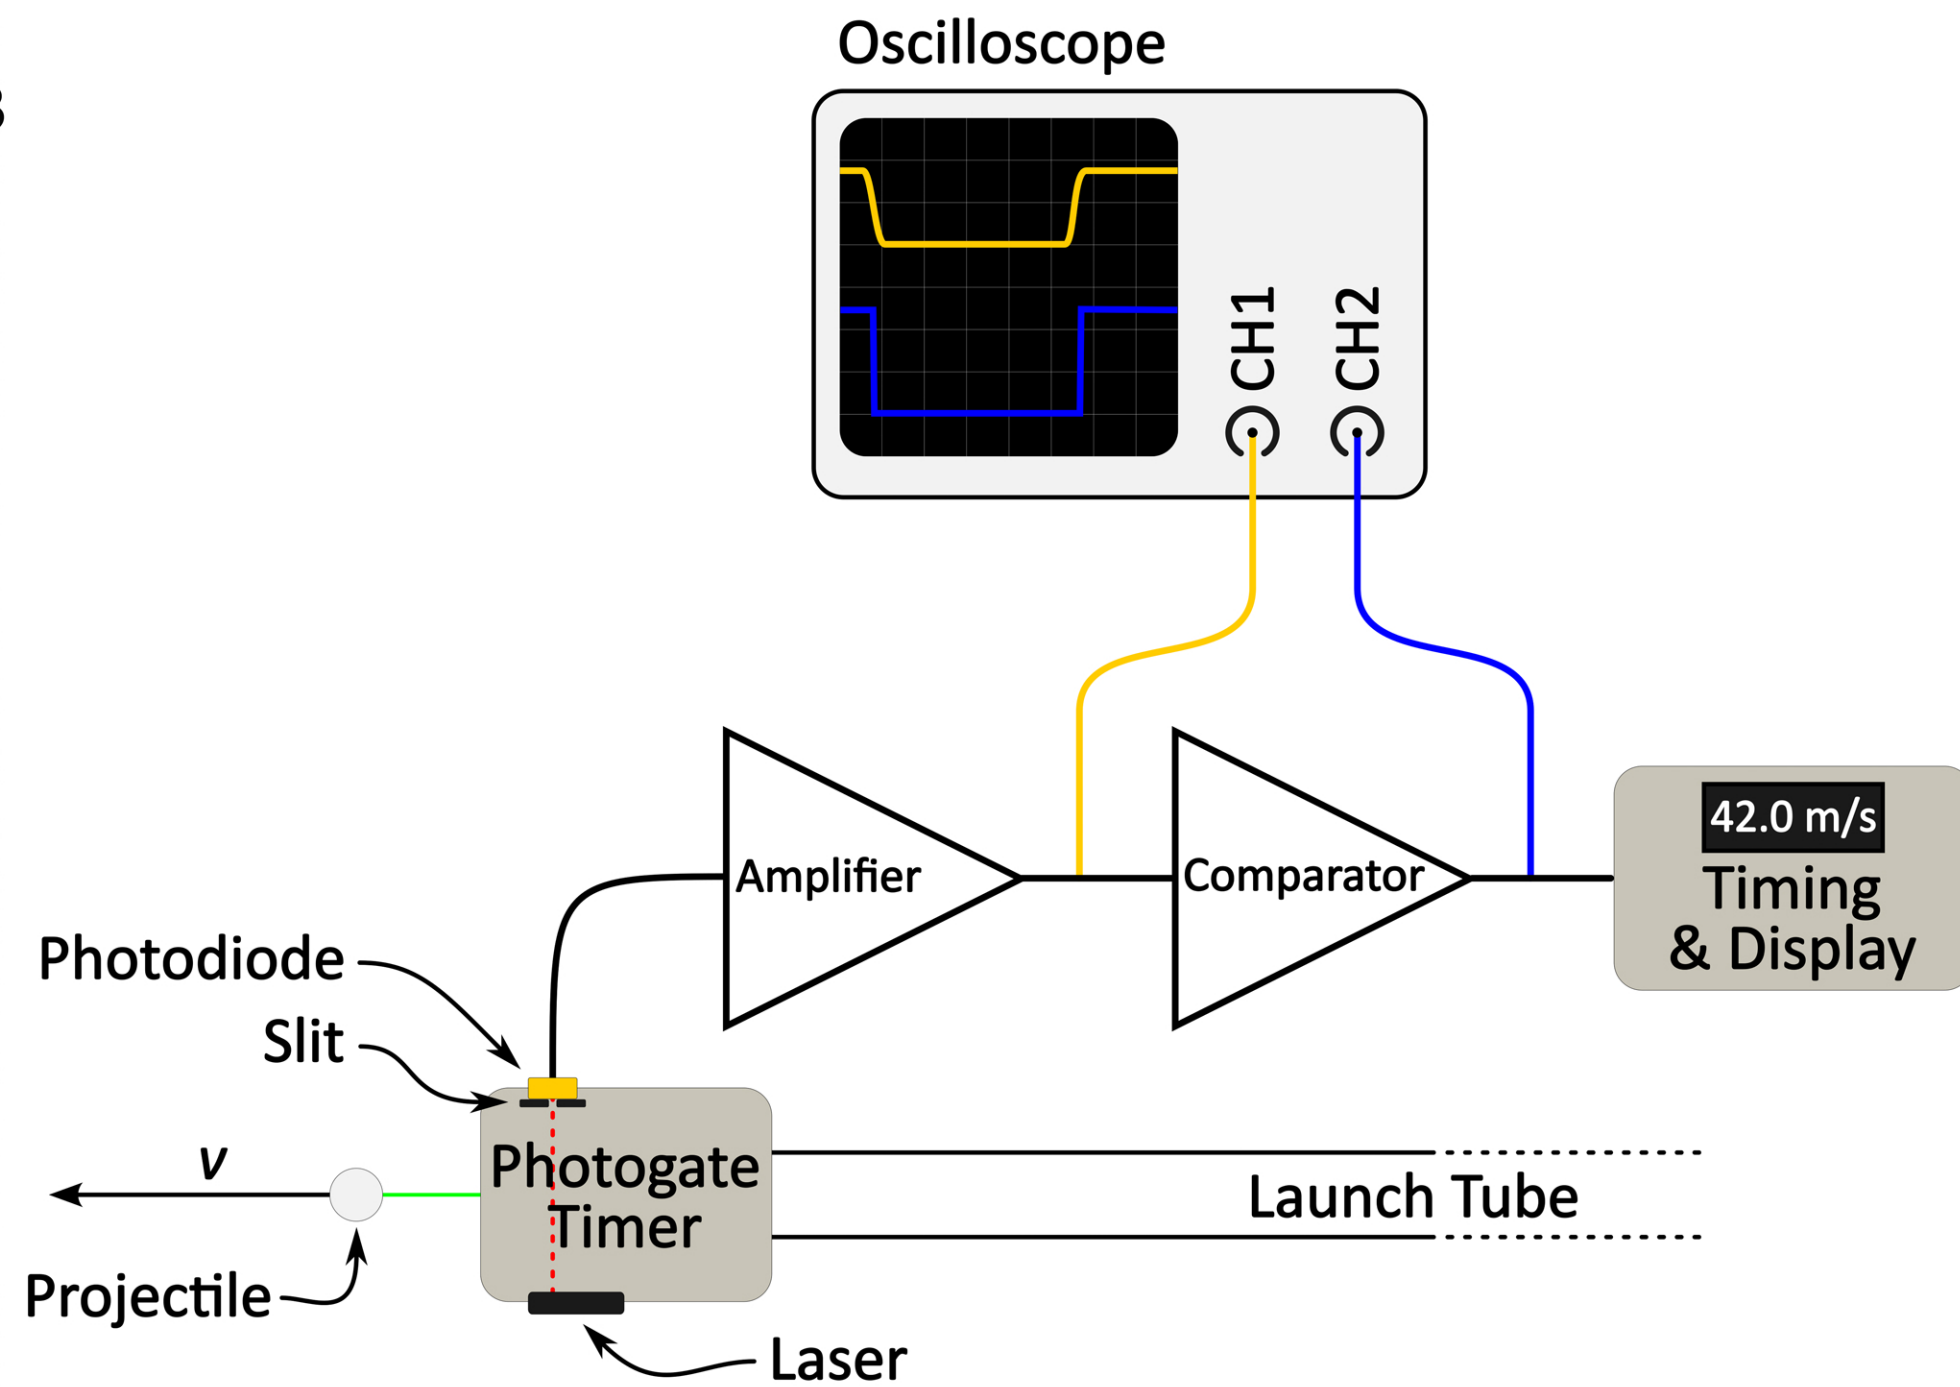 Oscilloscope
CH1
CH2
42.0 m/s
Timing
& Display
Amplifier
Comparator
Photodiode
Slit
Photogate
Timer
v
Launch Tube
Projectile
Laser